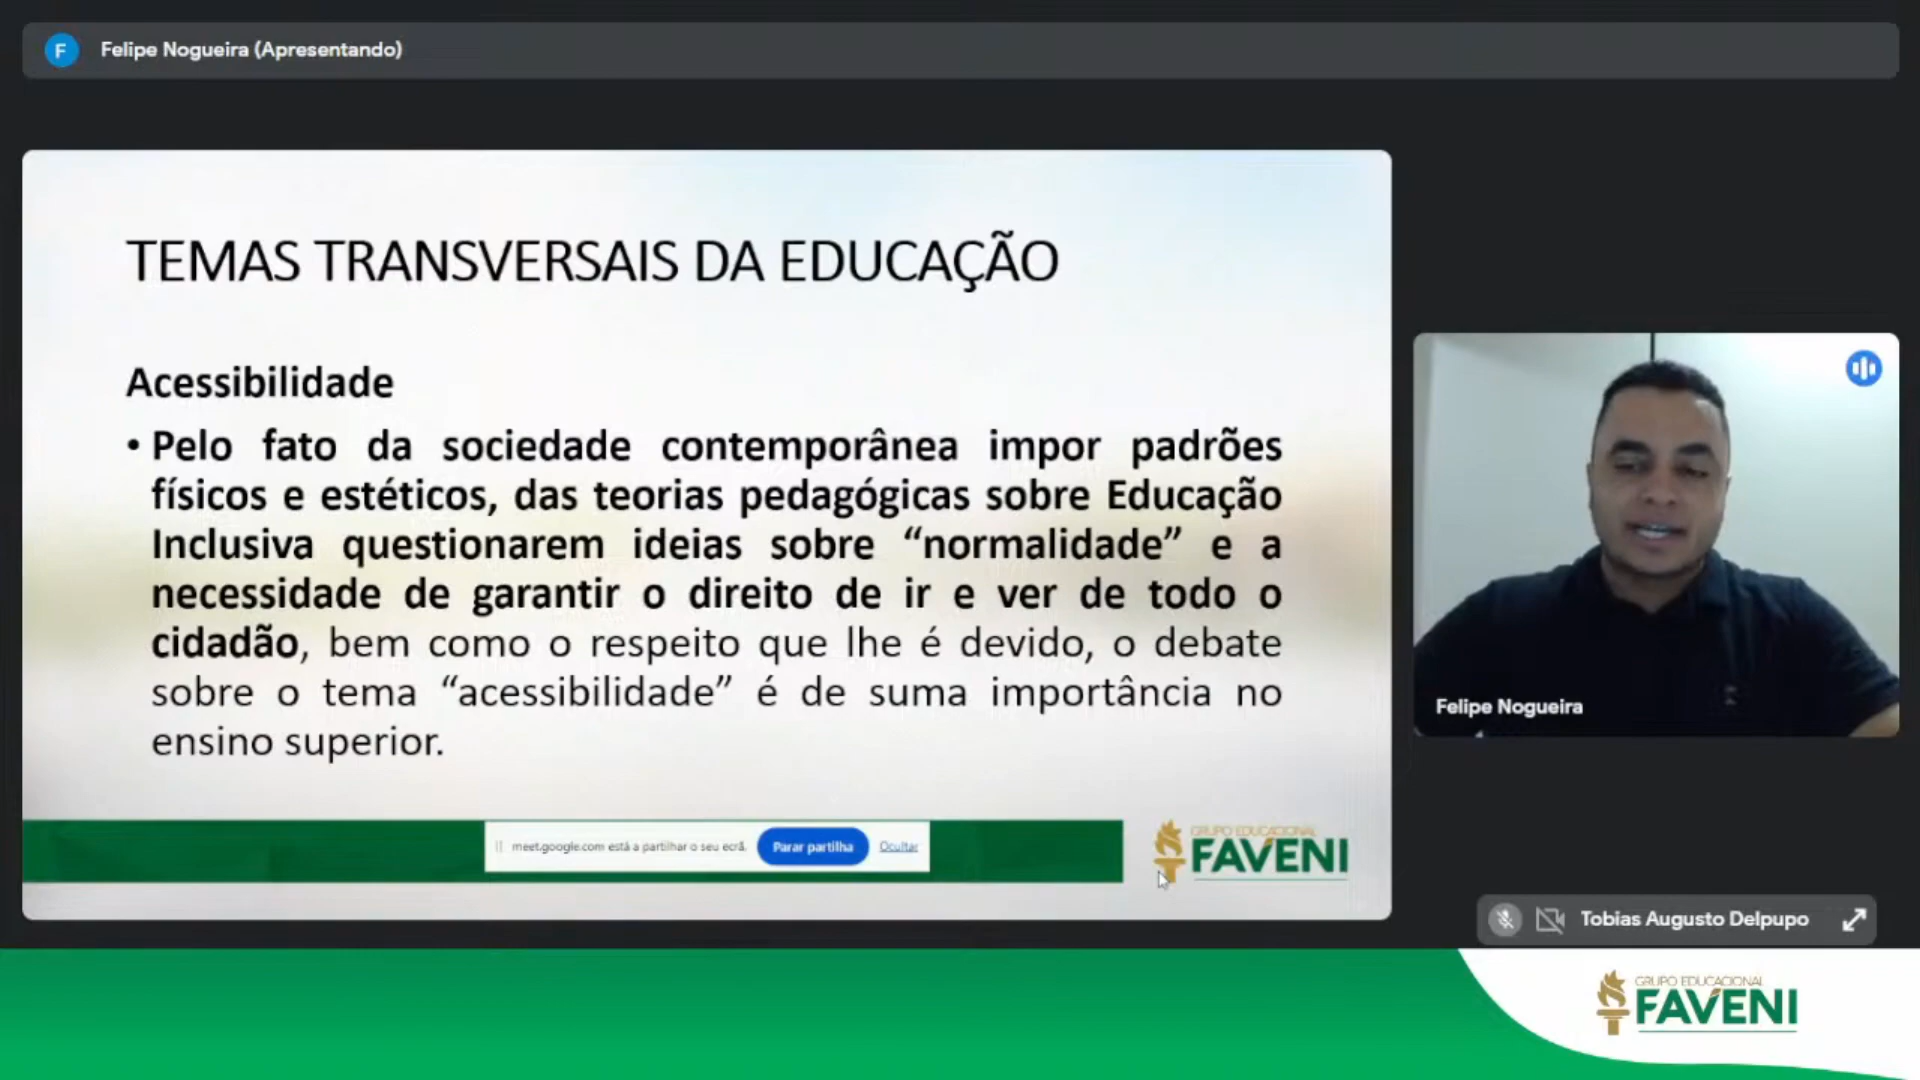 F Felipe Nogueira (Apresentando)
TEMAS TRANSVERSAIS DA EDUCAÇÃO
Acessibilidade
• Pelo fato da sociedade contemporânea impor padrões
físicos e estéticos, das teorias pedagógicas sobre Educação
Inclusiva questionarem ideias sobre “normalidade” e a
necessidade de garantir o direito de ir e ver de todo o
cidadão, bem como o respeito que lhe é devido, o debate
sobre o tema “acessibilidade” é de suma importância no
ensino superior.
meet.google.com está a partilhar o seu ecrã. Parar partilha Ocultar
GRUPO EDUCACIONAL
FAVENI
Felipe Nogueira
Tobias Augusto Delpupo
GRUPO EDUCACIONAL
FAVENI